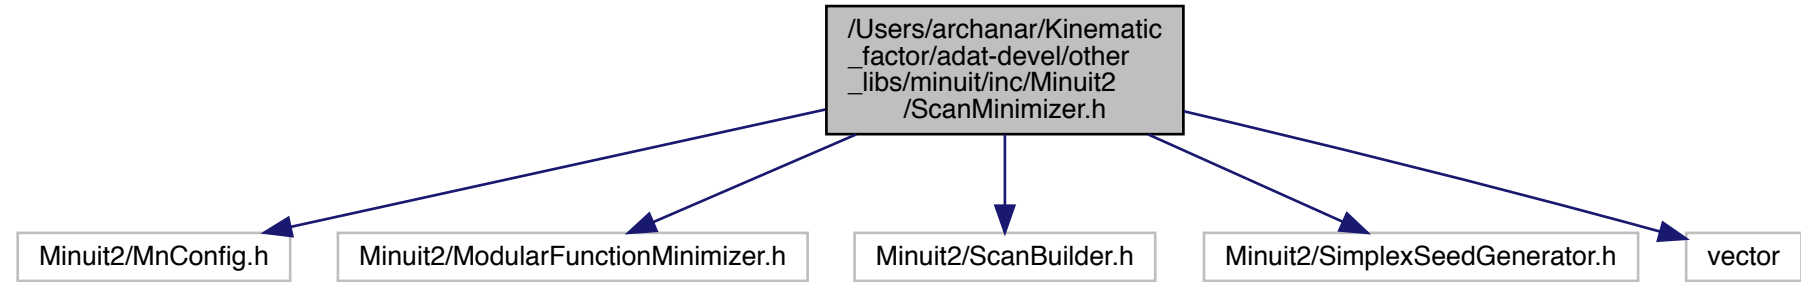 /Users/archanar/Kinematic
_factor/adat-devel/other
_libs/minuit/inc/Minuit2
/ScanMinimizer.h
Minuit2/MnConfig.h
Minuit2/ModularFunctionMinimizer.h
Minuit2/ScanBuilder.h
Minuit2/SimplexSeedGenerator.h
vector